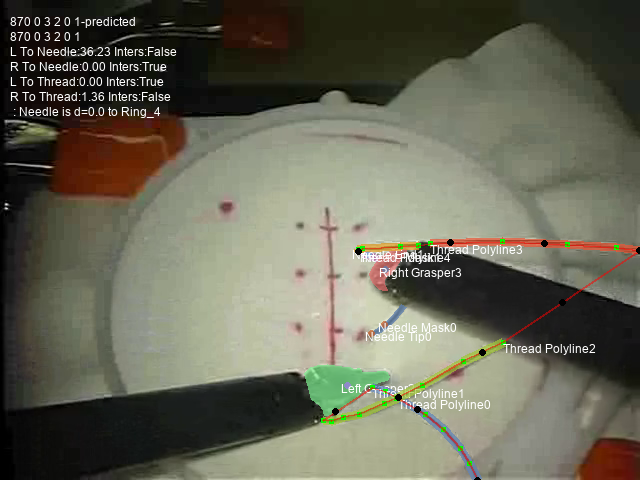 870 0 3 2 0 1-predicted
870 0 3 2 0 1
L To Needle:36.23 Inters:False
R To Needle:0.00 Inters:True
L To Thread:0.00 Inters:True
R To Thread:1.36 Inters:False
: Needle is d=0.0 to Ring_4
Thread Polyline3
Right Grasper3
Needle Mask0
Needle Tip0
Thread Polyline2
Left Grasper
Polyline1
Thread Polyline0